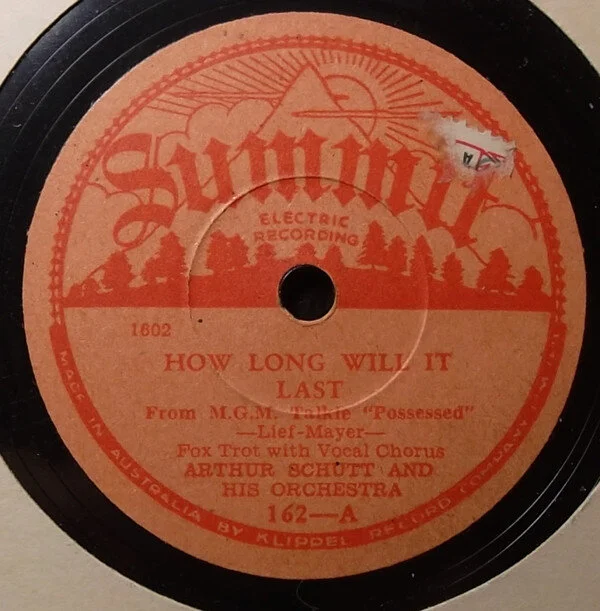 Summit
ELECTRIC
RECORDING
1602
HOW LONG WILL IT
LAST
From M.G.M. Talkie "Possessed"
—Lief-Mayer—
Fox Trot with Vocal Chorus
ARTHUR SCHUTT AND
HIS ORCHESTRA
162—A
MADE IN AUSTRALIA BY KLIPPEL RECORD COMPANY